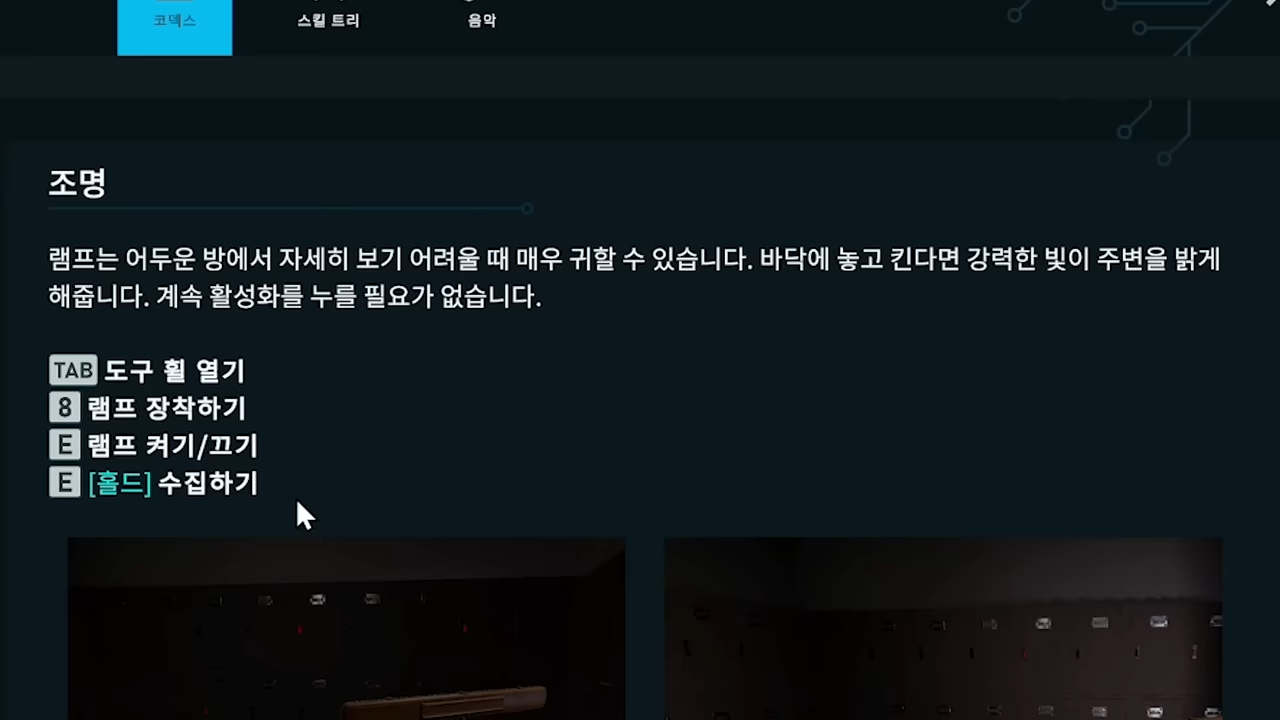 코덱스
스킬 트리
음악
조명
램프는 어두운 방에서 자세히 보기 어려울 때 매우 귀할 수 있습니다. 바닥에 놓고 킨다면 강력한 빛이 주변을 밝게
해줍니다. 계속 활성화를 누를 필요가 없습니다.
TAB 도구 휠 열기
8 램프 장착하기
E 램프 켜기/끄기
E [홀드] 수집하기